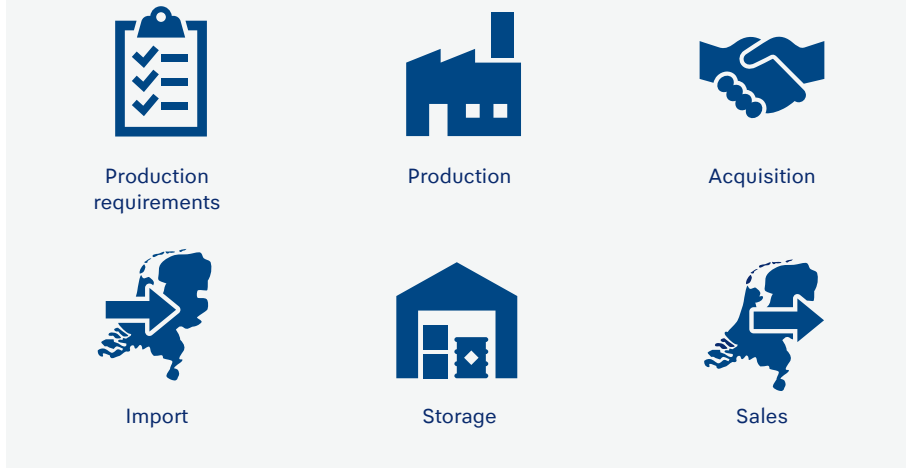 Production
requirements
Production
Acquisition
Import
Storage
Sales